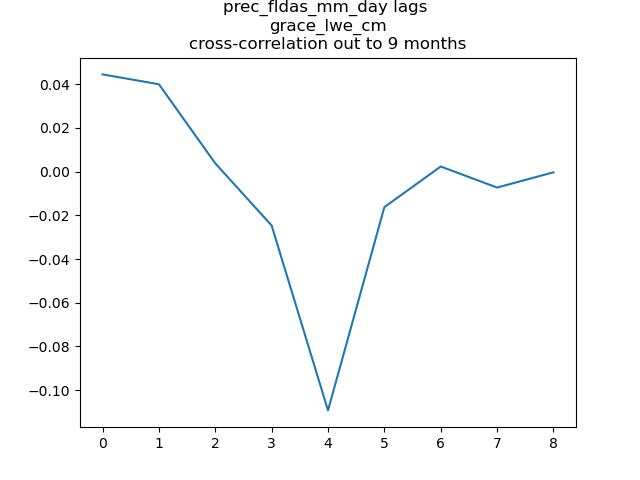 prec_fldas_mm_day lags
grace_lwe_cm
cross-correlation out to 9 months
0.04
0.02
0.00
−0.02
−0.04
−0.06
−0.08
−0.10
0 1 2 3 4 5 6 7 8